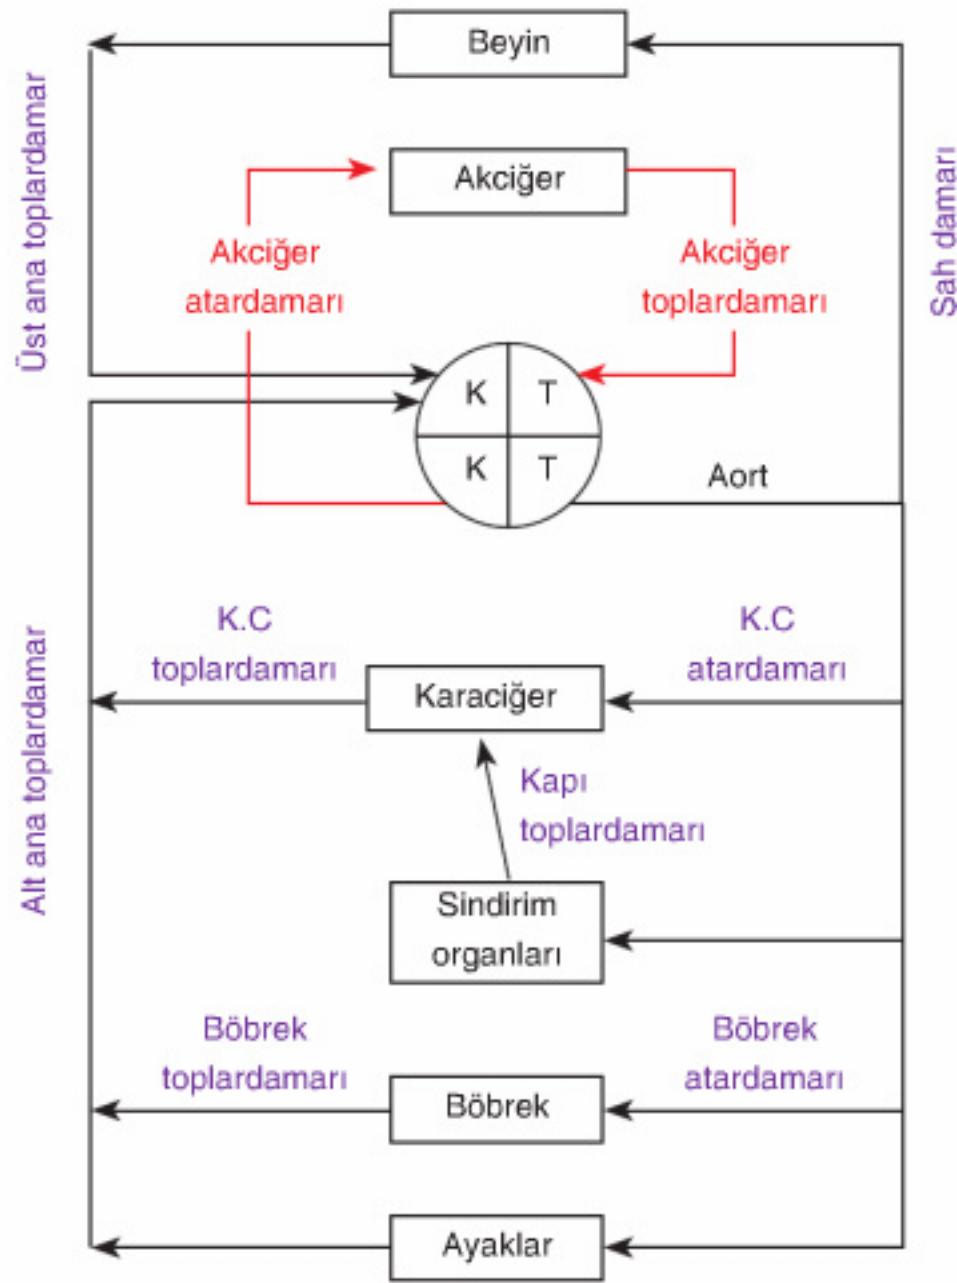 Beyin
Üst ana toplardamar
Akciğer
Şah damarı
Akciğer
atardamarı
Akciğer
toplardamarı
K T
K T
Aort
K.C
toplardamarı
K.C
atardamarı
Karaciğer
Alt ana toplardamar
Kapı
toplardamarı
Sindirim
organları
Böbrek
toplardamarı
Böbrek
atardamarı
Böbrek
Ayaklar